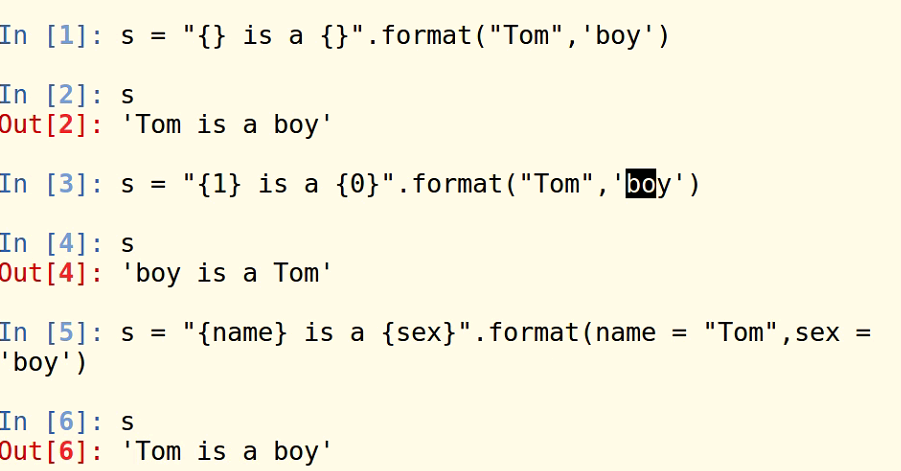 In [1]: s = "{} is a {}".format("Tom",'boy')
In [2]: s
Out[2]: 'Tom is a boy'
In [3]: s = "{1} is a {0}".format("Tom",'boy')
In [4]: s
Out[4]: 'boy is a Tom'
In [5]: s = "{name} is a {sex}".format(name = "Tom",sex =
'boy')
In [6]: s
Out[6]: 'Tom is a boy'